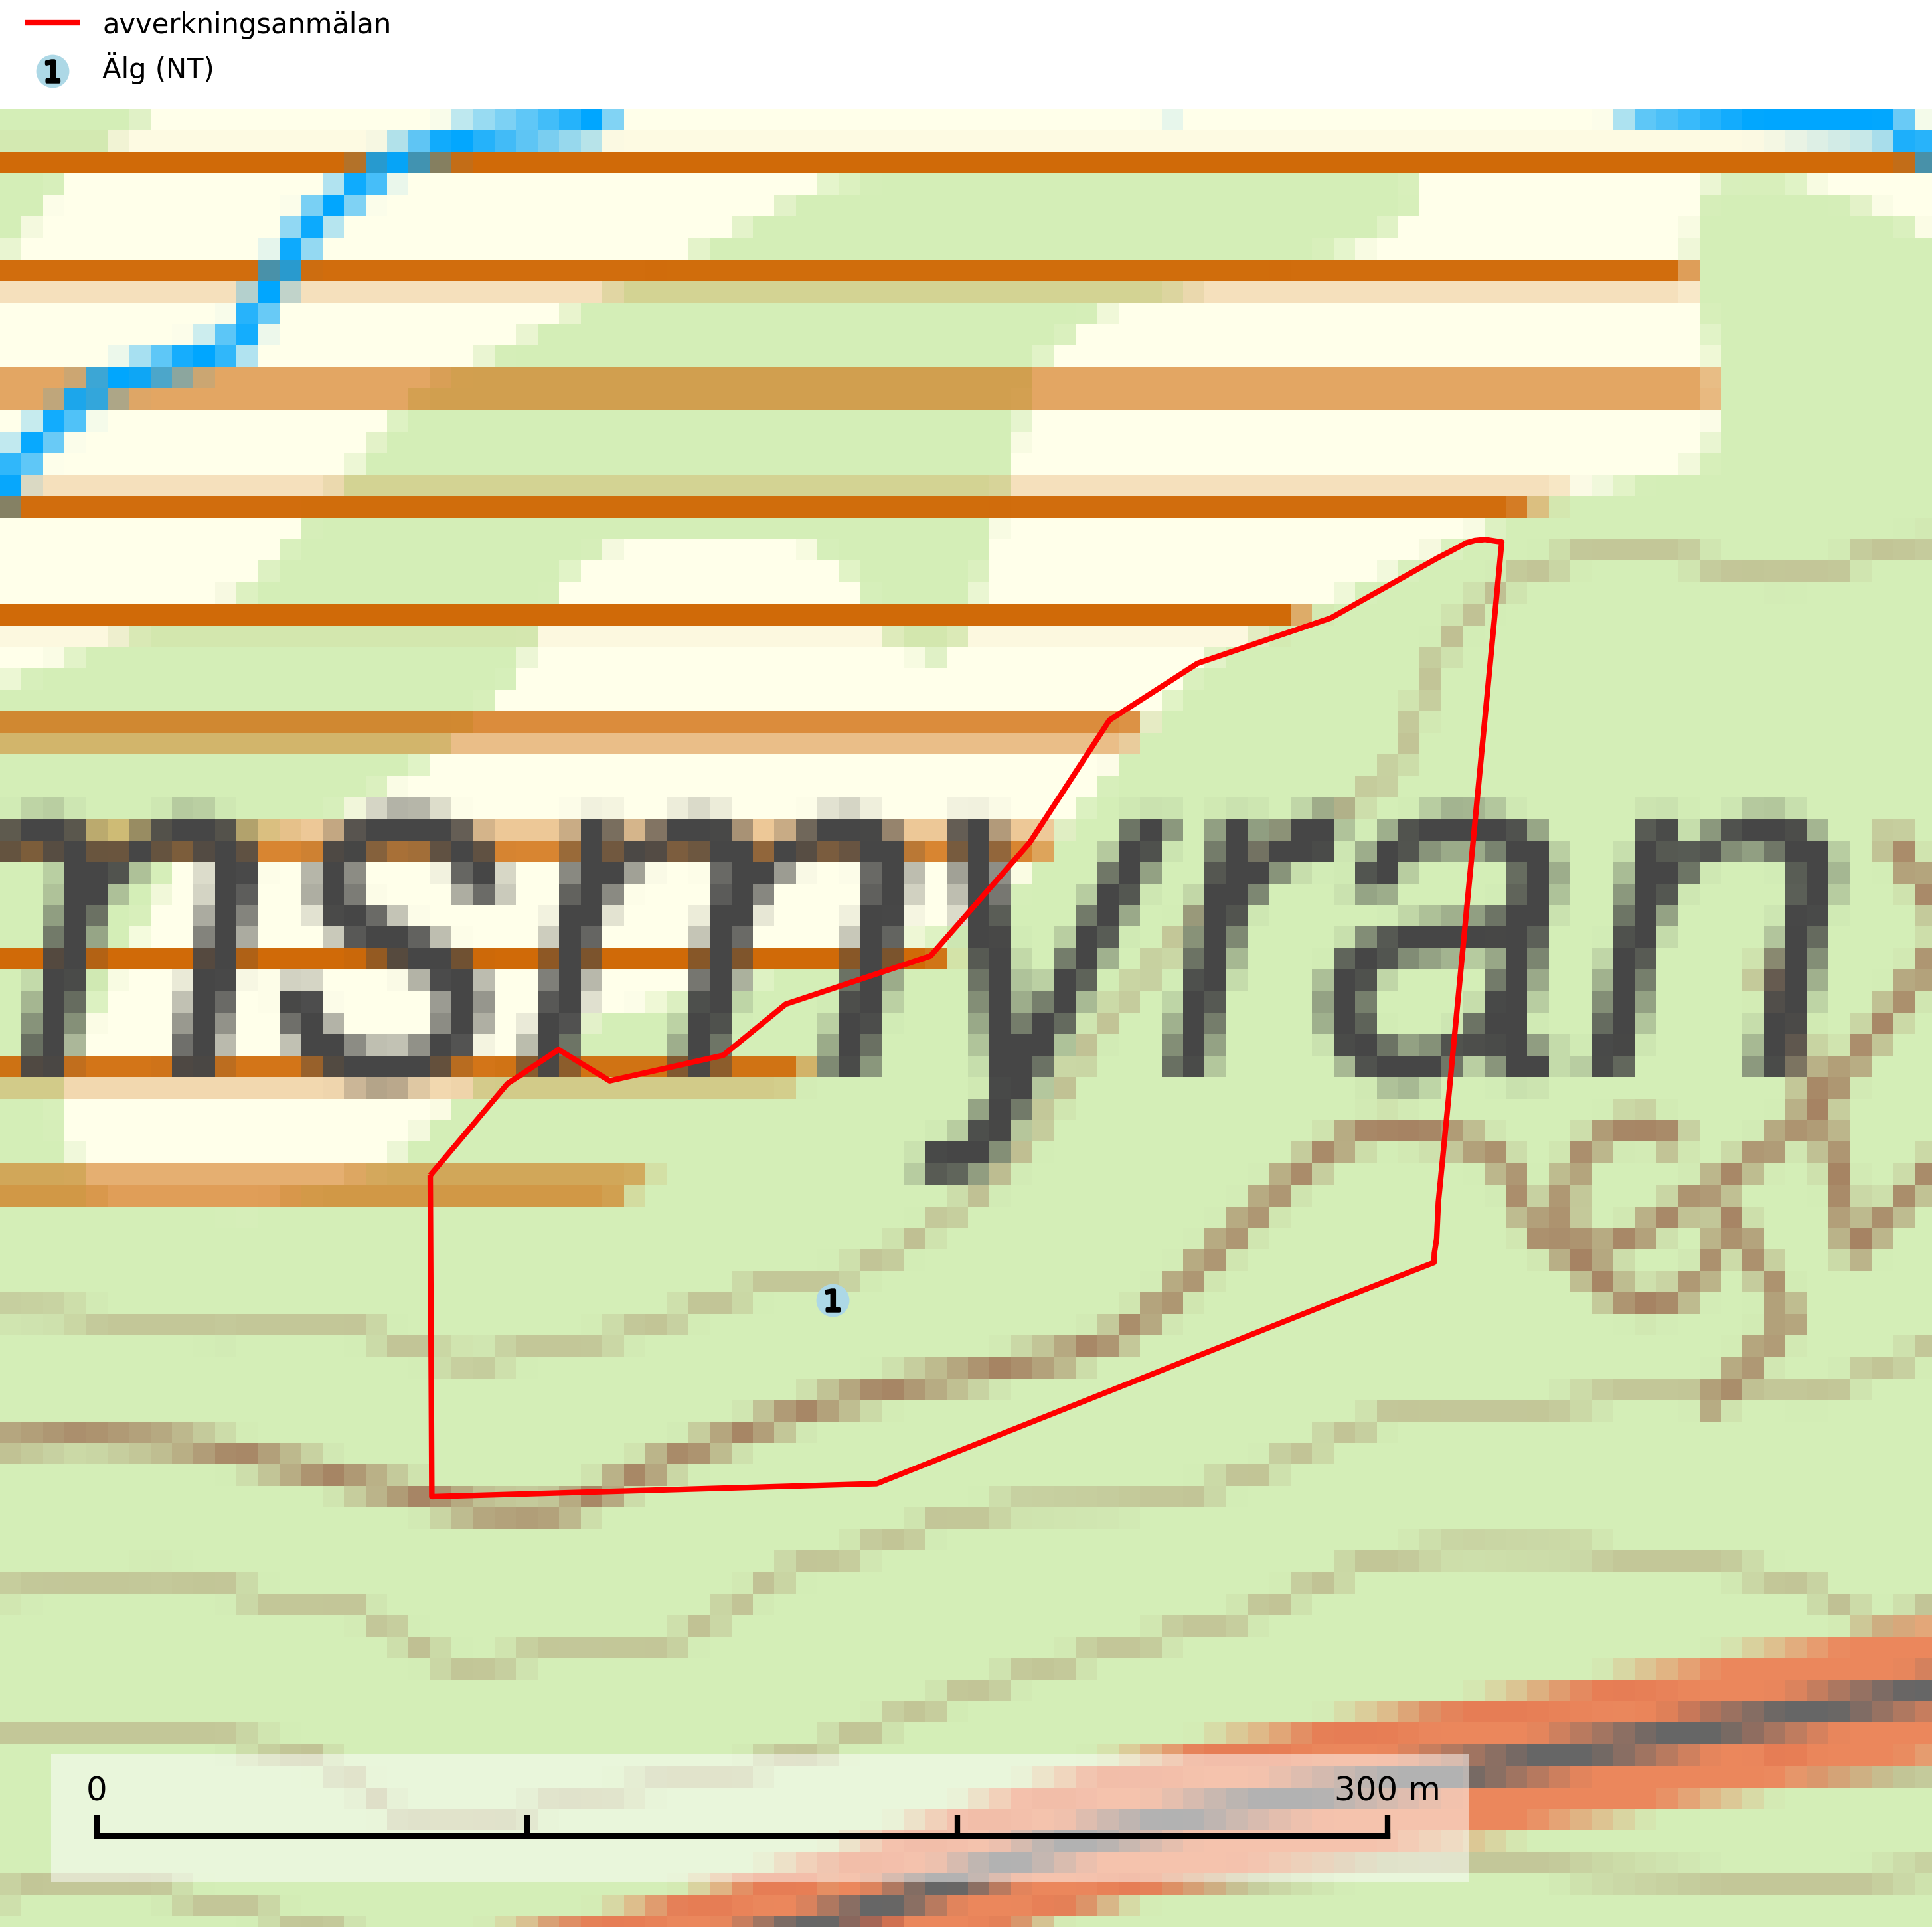 avverkningsanmälan
1 Älg (NT)
nsmyran
1
0 300 m